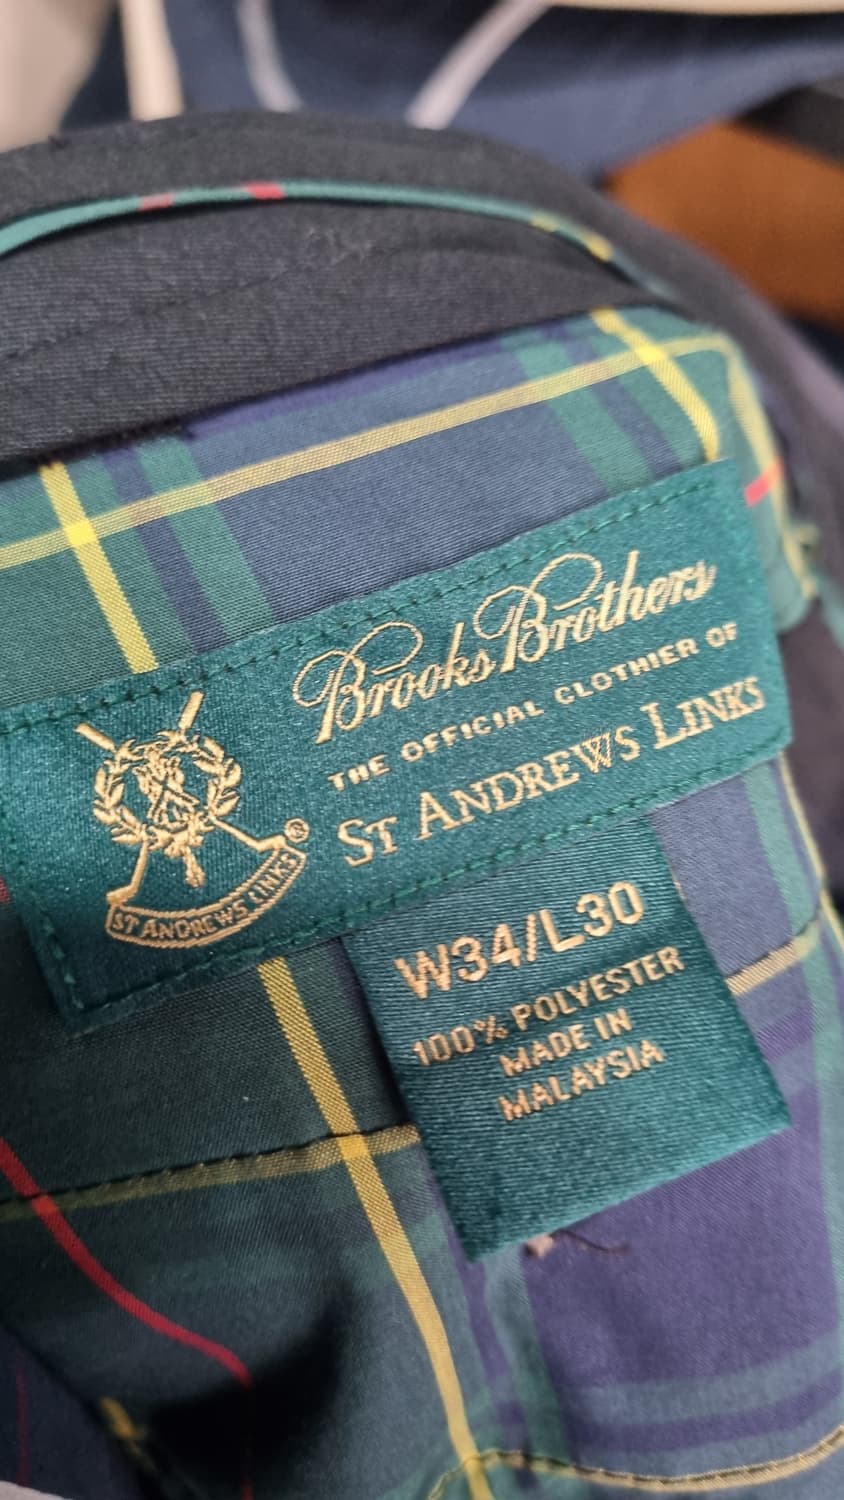 Brooks Brothers
THE OFFICIAL CLOTHIER OF
ST ANDREWS LINKS
®
ST ANDREWS LINKS
W34/L30
100% POLYESTER
MADE IN
MALAYSIA